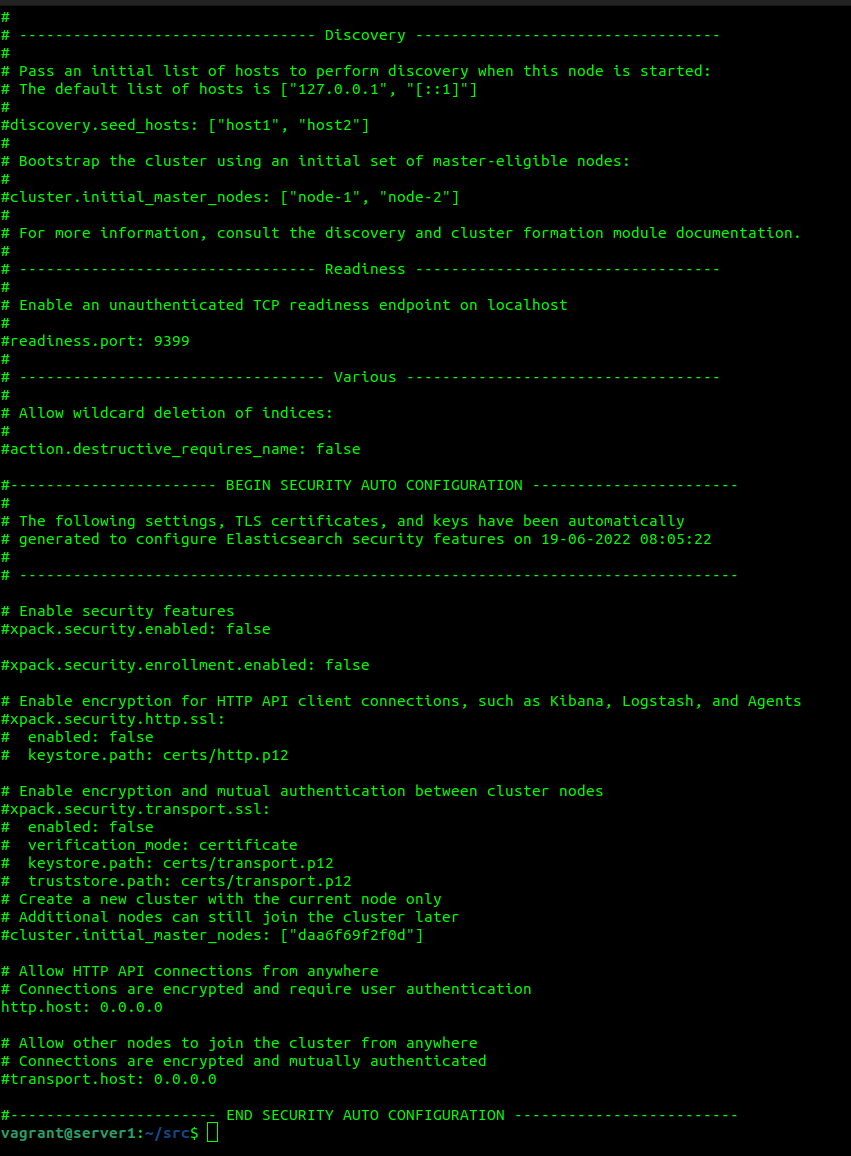 #
# --------------------------------- Discovery ----------------------------------
#
# Pass an initial list of hosts to perform discovery when this node is started:
# The default list of hosts is ["127.0.0.1", "[::1]"]
#
#discovery.seed_hosts: ["host1", "host2"]
#
# Bootstrap the cluster using an initial set of master-eligible nodes:
#
#cluster.initial_master_nodes: ["node-1", "node-2"]
#
# For more information, consult the discovery and cluster formation module documentation.
#
# --------------------------------- Readiness ----------------------------------
#
# Enable an unauthenticated TCP readiness endpoint on localhost
#
#readiness.port: 9399
#
# ---------------------------------- Various -----------------------------------
#
# Allow wildcard deletion of indices:
#
#action.destructive_requires_name: false

#----------------------- BEGIN SECURITY AUTO CONFIGURATION -----------------------
#
# The following settings, TLS certificates, and keys have been automatically
# generated to configure Elasticsearch security features on 19-06-2022 08:05:22
#
# --------------------------------------------------------------------------------

# Enable security features
#xpack.security.enabled: false

#xpack.security.enrollment.enabled: false

# Enable encryption for HTTP API client connections, such as Kibana, Logstash, and Agents
#xpack.security.http.ssl:
#  enabled: false
#  keystore.path: certs/http.p12

# Enable encryption and mutual authentication between cluster nodes
#xpack.security.transport.ssl:
#  enabled: false
#  verification_mode: certificate
#  keystore.path: certs/transport.p12
#  truststore.path: certs/transport.p12
# Create a new cluster with the current node only
# Additional nodes can still join the cluster later
#cluster.initial_master_nodes: ["daa6f69f2f0d"]

# Allow HTTP API connections from anywhere
# Connections are encrypted and require user authentication
http.host: 0.0.0.0

# Allow other nodes to join the cluster from anywhere
# Connections are encrypted and mutually authenticated
#transport.host: 0.0.0.0

#----------------------- END SECURITY AUTO CONFIGURATION -------------------------
vagrant@server1:~/src$